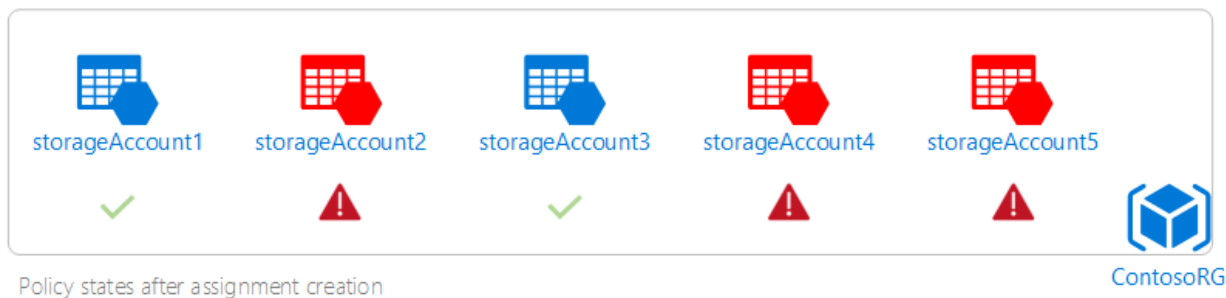 storageAccount1 storageAccount2 storageAccount3 storageAccount4 storageAccount5
ContosoRG
Policy states after assignment creation